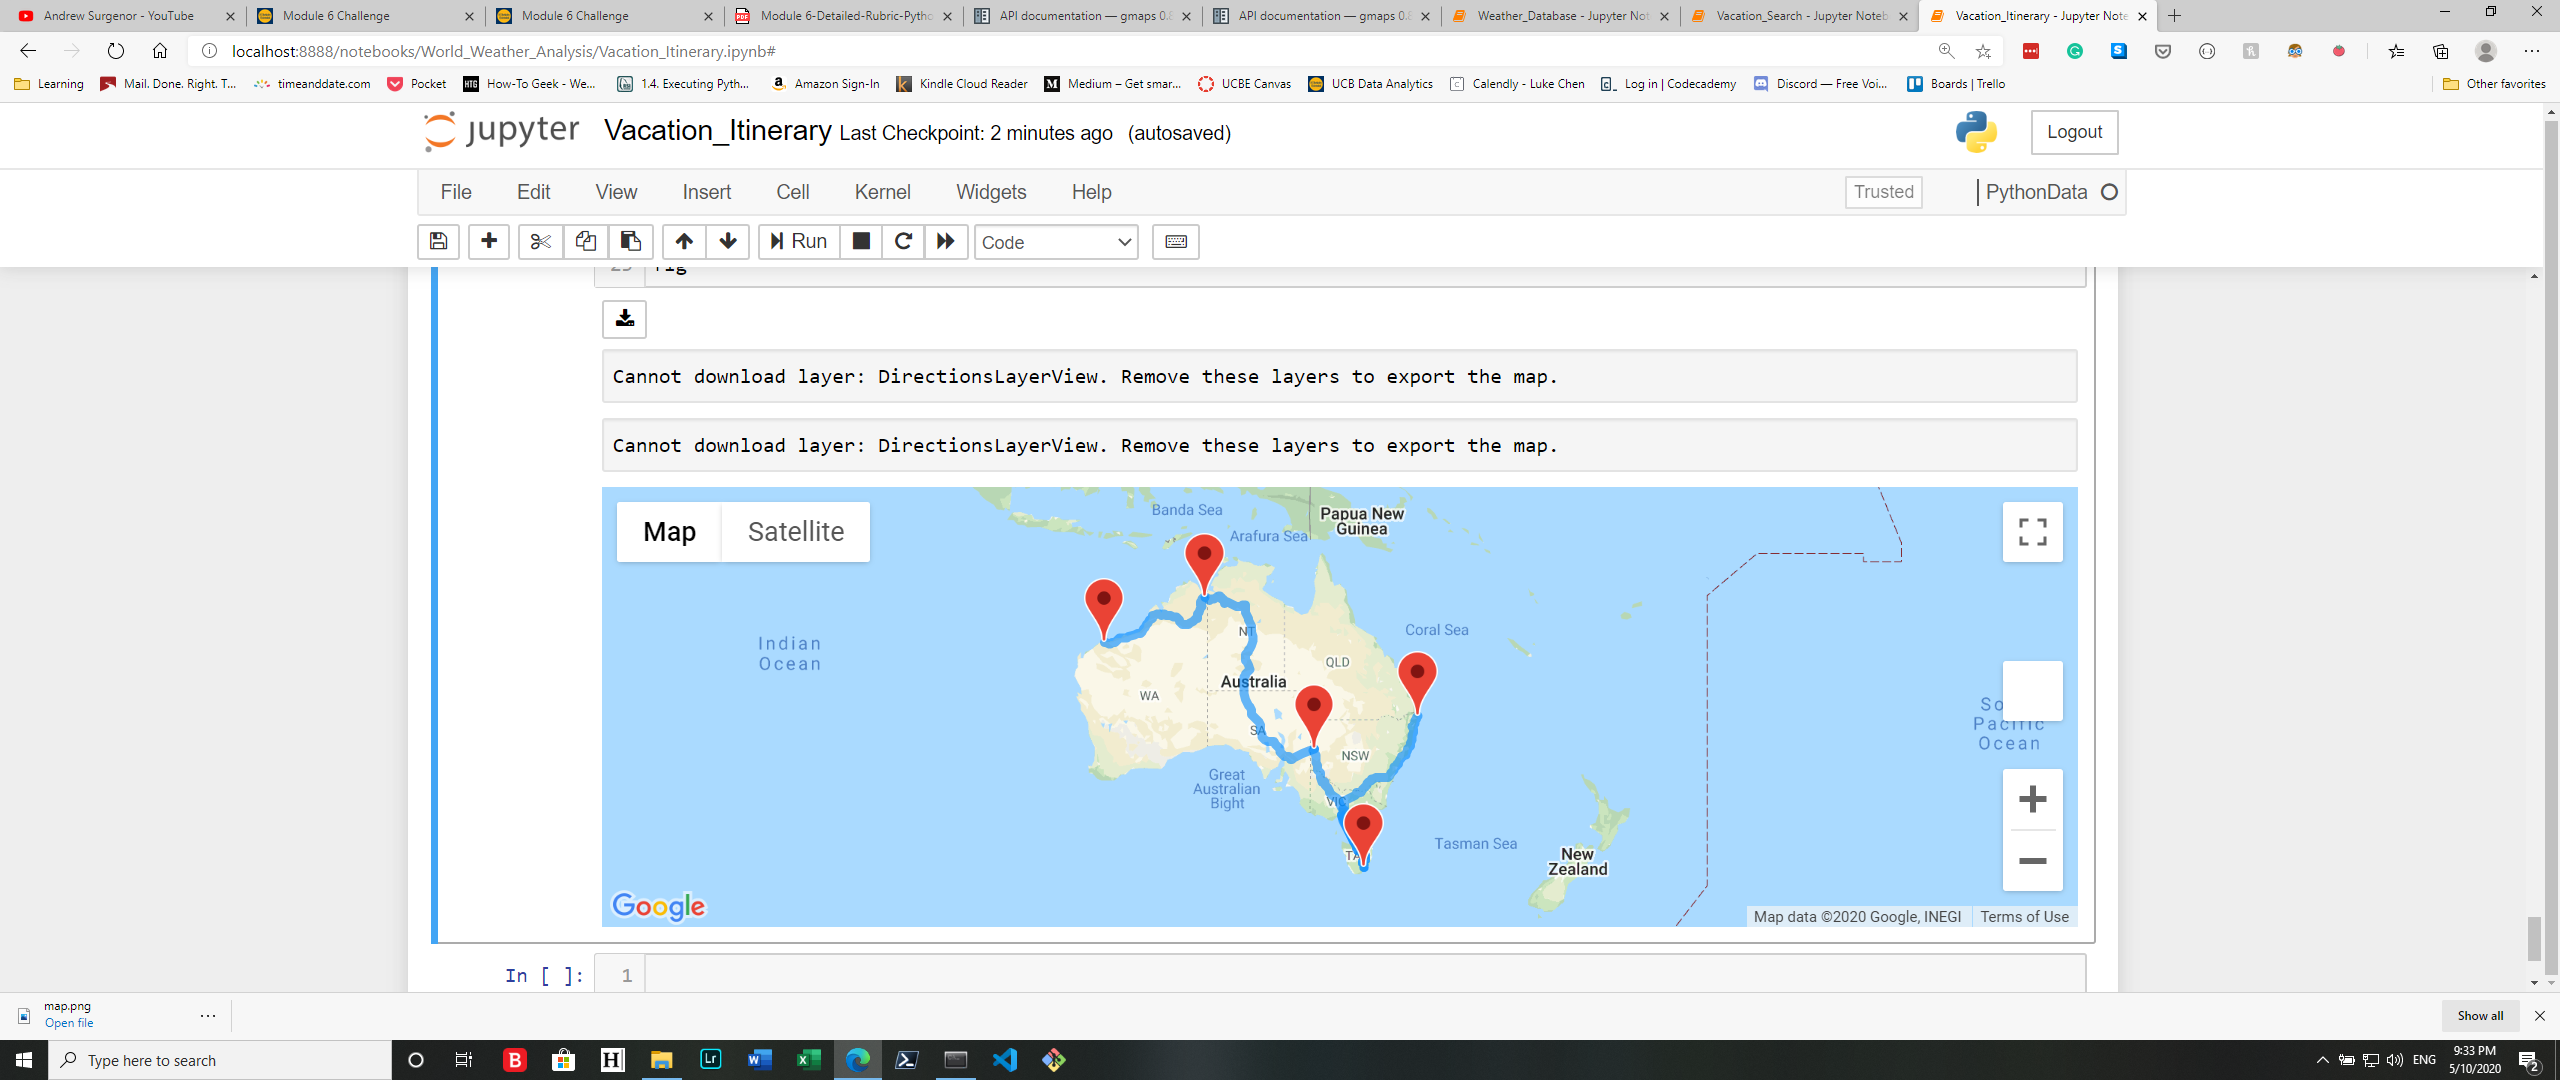 Andrew Surgenor - YouTube
Module 6 Challenge
Module 6 Challenge
Module 6-Detailed-Rubric-Pytho
API documentation — gmaps 0.8
API documentation — gmaps 0.8
Weather_Database - Jupyter Not
Vacation_Search - Jupyter Noteb
Vacation_Itinerary - Jupyter Note
localhost:8888/notebooks/World_Weather_Analysis/Vacation_Itinerary.ipynb#
Learning
Mail. Done. Right. T...
timeanddate.com
Pocket
HTG How-To Geek - We...
1.4. Executing Pyth...
Amazon Sign-In
Kindle Cloud Reader
Medium – Get smar...
UCBE Canvas
UCB Data Analytics
Calendly - Luke Chen
Log in | Codecademy
Discord — Free Voi...
Boards | Trello
Other favorites
jupyter Vacation_Itinerary Last Checkpoint: 2 minutes ago (autosaved)
Logout
File Edit View Insert Cell Kernel Widgets Help
Trusted
PythonData
Run
Code
fig
Cannot download layer: DirectionsLayerView. Remove these layers to export the map.
Cannot download layer: DirectionsLayerView. Remove these layers to export the map.
Map Satellite
Banda Sea
Papua New
Guinea
Arafura Sea
Indian
Ocean
NT
Coral Sea
QLD
Australia
WA
SA
NSW
So
Pacific
Ocean
Great
Australian
Bight
VIC
Tasman Sea
New
Zealand
Google
Map data ©2020 Google, INEGI
Terms of Use
In [ ]:
1
map.png
Open file
Show all
Type here to search
B
H
Lr
ENG
9:33 PM
5/10/2020
2